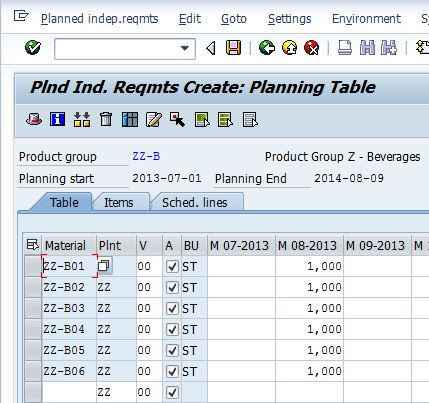 Planned indep.reqmts Edit Goto Settings Environment
Plnd Ind. Reqmts Create: Planning Table
Product group ZZ-B Product Group Z - Beverages
Planning start 2013-07-01 Planning End 2014-08-09
Table Items Sched. lines
Material Plnt V A BU M 07-2013 M 08-2013 M 09-2013 M
ZZ-B01 00 ST 1,000
ZZ-B02 ZZ 00 ST 1,000
ZZ-B03 ZZ 00 ST 1,000
ZZ-B04 ZZ 00 ST 1,000
ZZ-B05 ZZ 00 ST 1,000
ZZ-B06 ZZ 00 ST 1,000
ZZ 00